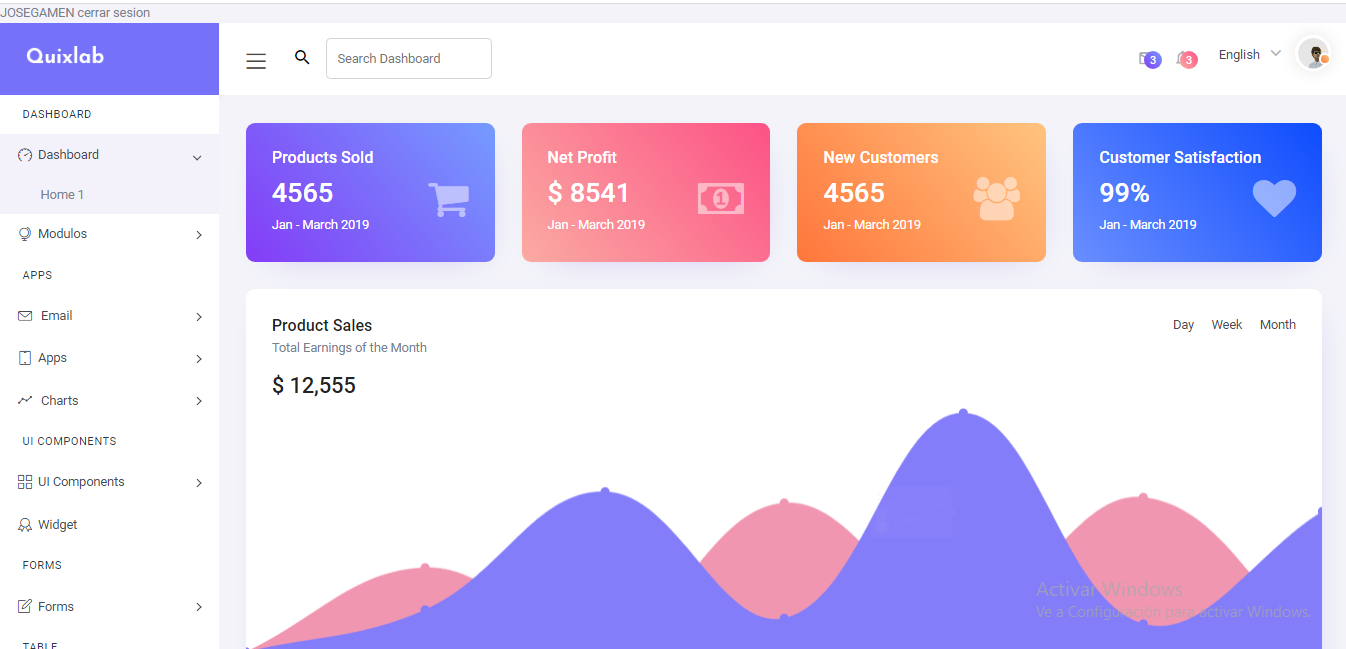 JOSEGAMEN cerrar sesion
Quixlab
Search Dashboard
3
3
English
DASHBOARD
Dashboard
Home 1
Modulos
APPS
Email
Apps
Charts
UI COMPONENTS
UI Components
Widget
FORMS
Forms
TABLE
Products Sold
4565
Jan - March 2019
Net Profit
$ 8541
1
Jan - March 2019
New Customers
4565
Jan - March 2019
Customer Satisfaction
99%
Jan - March 2019
Product Sales
Day Week Month
Total Earnings of the Month
$ 12,555
Activar Windows
Ve a Configuración para activar Windows.